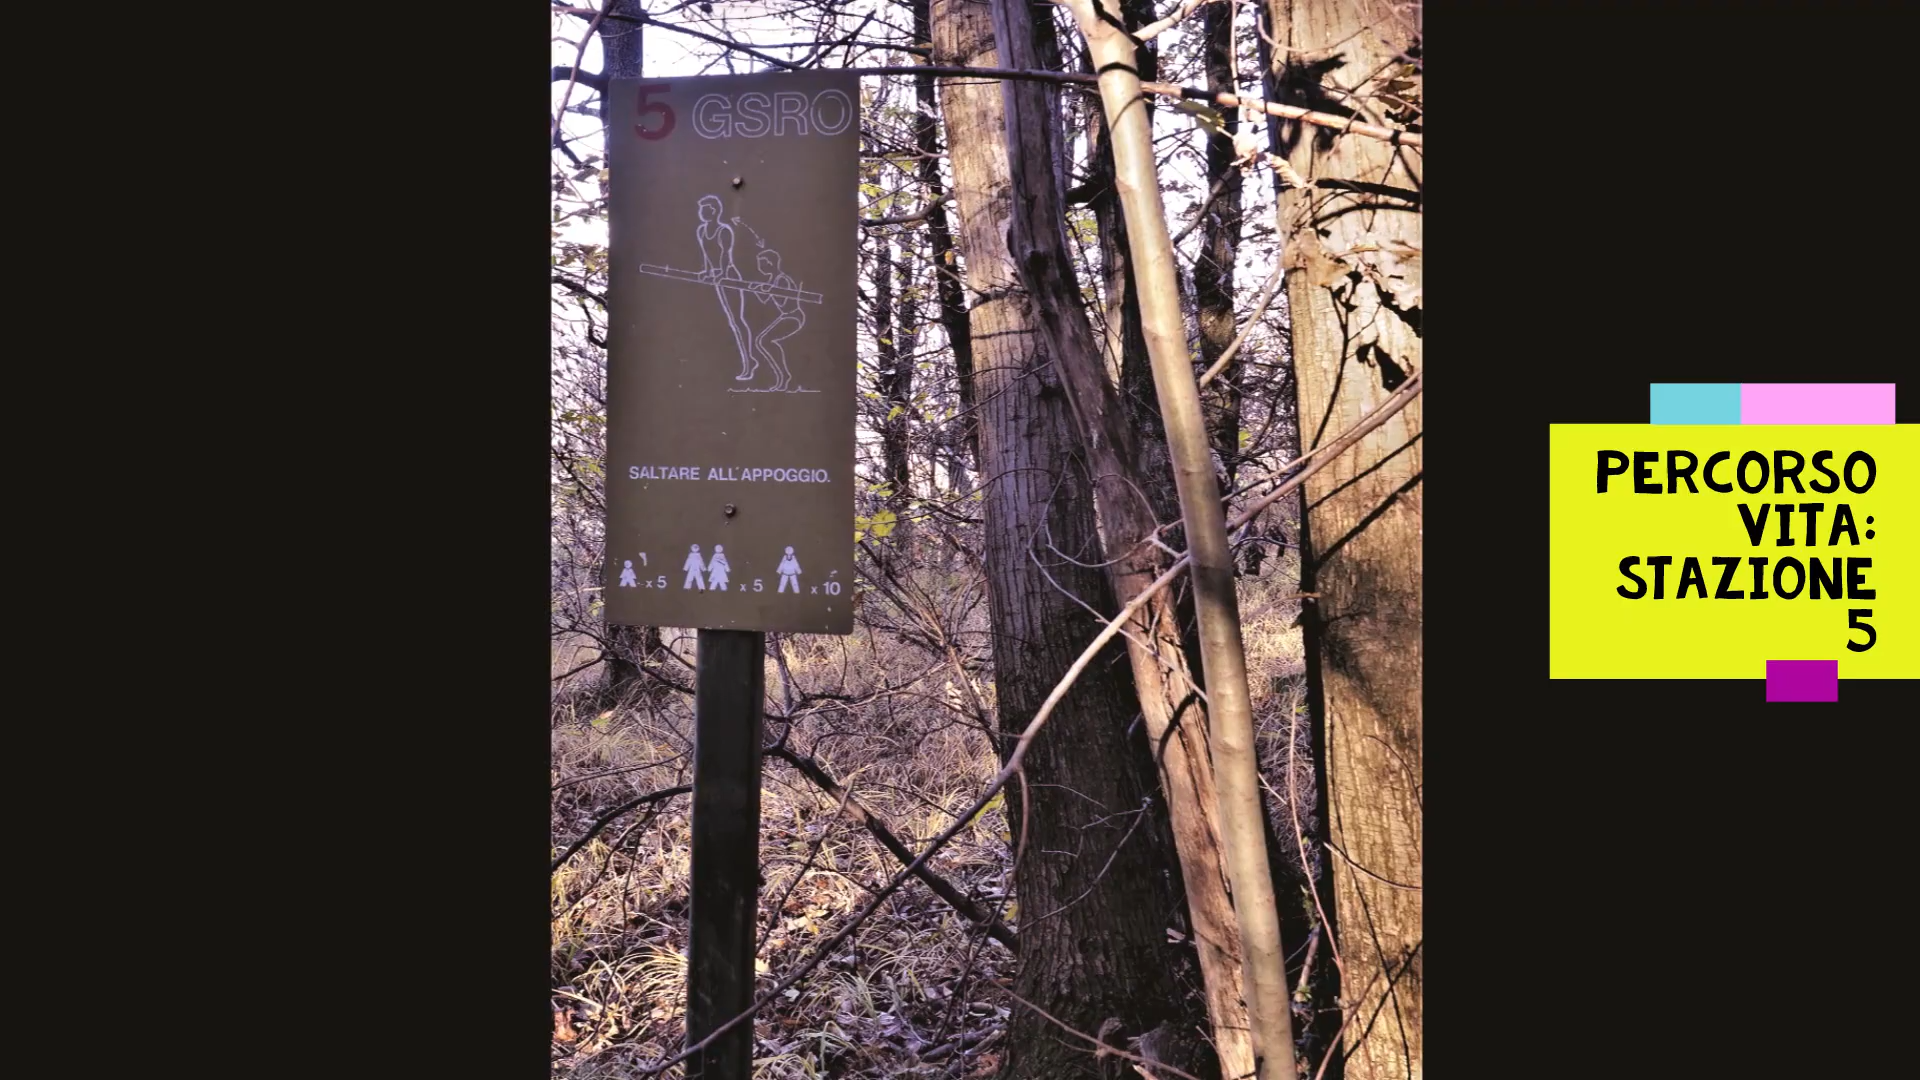 5 GSRO
SALTARE ALL'APPOGGIO.
x 5 x 5 x 10
PERCORSO
VITA:
STAZIONE
5